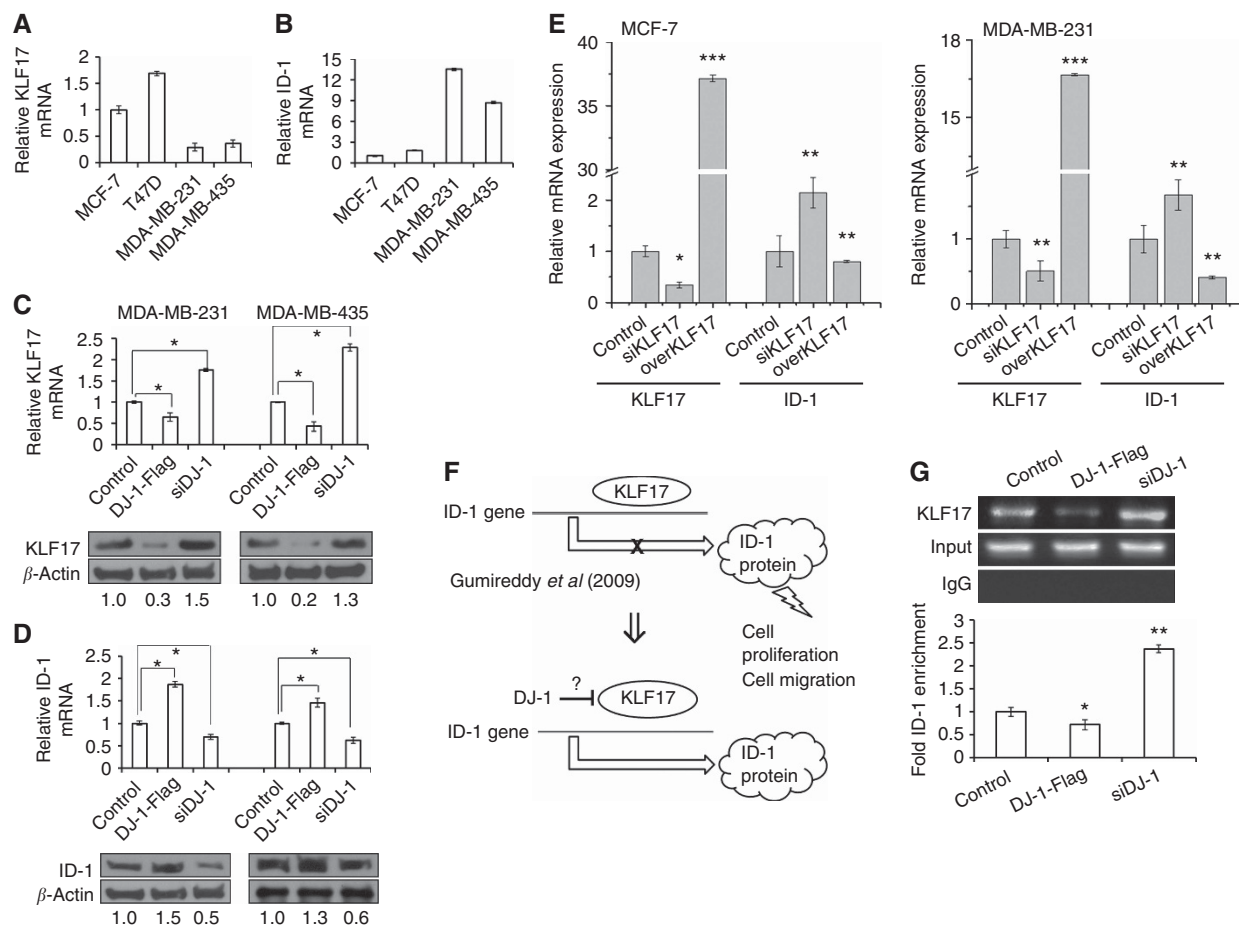 A
Relative KLF17
mRNA
2
1.5
1
0.5
0
MCF-7
T47D
MDA-MB-231
MDA-MB-435
B
Relative ID-1
mRNA
15
12
9
6
3
0
MCF-7
T47D
MDA-MB-231
MDA-MB-435
C
MDA-MB-231
MDA-MB-435
Relative KLF17
mRNA
2.5
2
1.5
1
0.5
0
*
*
*
*
Control
DJ-1-Flag
siDJ-1
Control
DJ-1-Flag
siDJ-1
KLF17
β-Actin
1.0 0.3 1.5 1.0 0.2 1.3
D
Relative ID-1
mRNA
2.5
2
1.5
1
0.5
0
*
*
*
*
Control
DJ-1-Flag
siDJ-1
Control
DJ-1-Flag
siDJ-1
ID-1
β-Actin
1.0 1.5 0.5 1.0 1.3 0.6
E
MCF-7
Relative mRNA expression
40
35
30
2
1
0
*
***
**
**
Control
siKLF17
overKLF17
Control
siKLF17
overKLF17
KLF17
ID-1
MDA-MB-231
Relative mRNA expression
18
15
1
0
**
***
**
**
Control
siKLF17
overKLF17
Control
siKLF17
overKLF17
KLF17
ID-1
F
KLF17
ID-1 gene
X
ID-1
protein
Gumireddy et al (2009)
Cell
proliferation
Cell migration
?
DJ-1
KLF17
ID-1 gene
ID-1
protein
G
Control
DJ-1-Flag
siDJ-1
KLF17
Input
IgG
Fold ID-1 enrichment
3
2.5
2
1.5
1
0.5
0
*
**
Control
DJ-1-Flag
siDJ-1